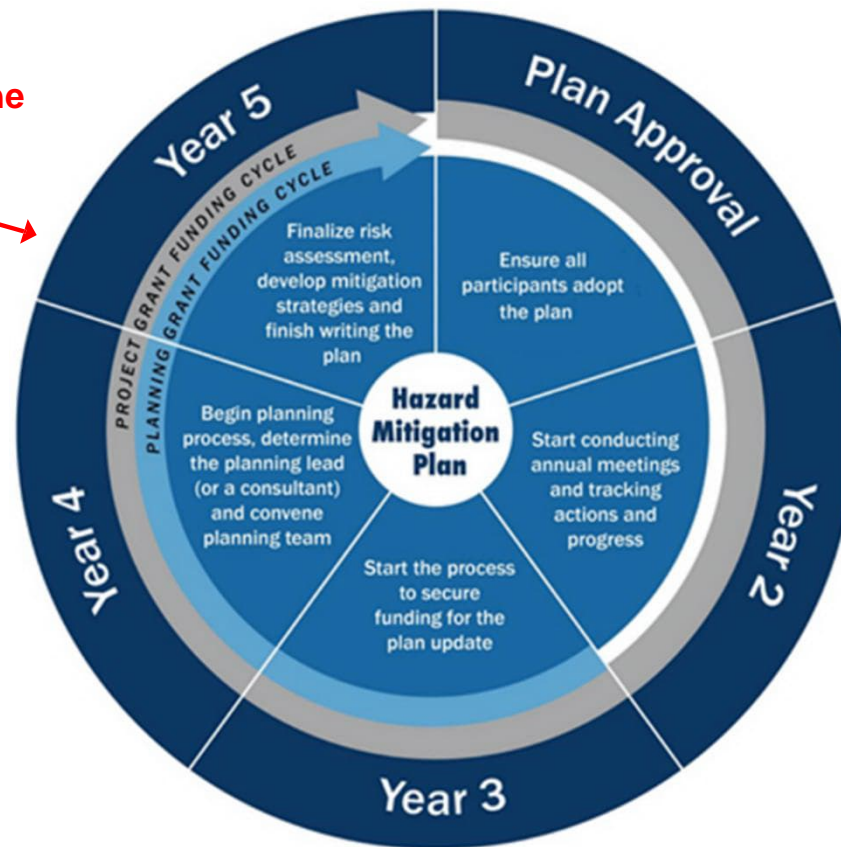 Year 5
Plan Approval
PROJECT GRANT FUNDING CYCLE
PLANNING GRANT FUNDING CYCLE
Finalize risk
assessment,
develop mitigation
strategies and
finish writing the
plan
Ensure all
participants adopt
the plan
Hazard
Mitigation
Plan
Begin planning
process, determine
the planning lead
(or a consultant)
and convene
planning team
Start conducting
annual meetings
and tracking
actions and
progress
Start the process
to secure
funding for the
plan update
Year 4
Year 2
Year 3